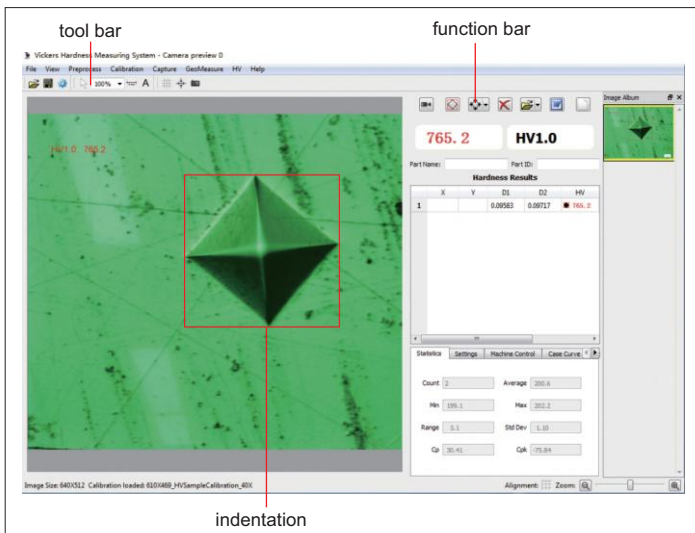 tool bar
function bar
Vickers Hardness Measuring System - Camera preview 0
File View Preprocess Calibration Capture GeoMeasure HV Help
100% A
Image Album
HV1.0: 765.2
765.2 HV1.0
Part Name: Part ID:
Hardness Results
X Y D1 D2 HV
1 0.09583 0.09717 765.2
Statistics Settings Machine Control Case Curve
Count 2 Average 200.6
Min 199.1 Max 202.2
Range 3.1 Std Dev 1.10
Cp 30.41 Cpk -75.84
Image Size: 640X512 Calibration loaded: 610X469_HVSampleCalibration_40X Alignment: Zoom:
indentation